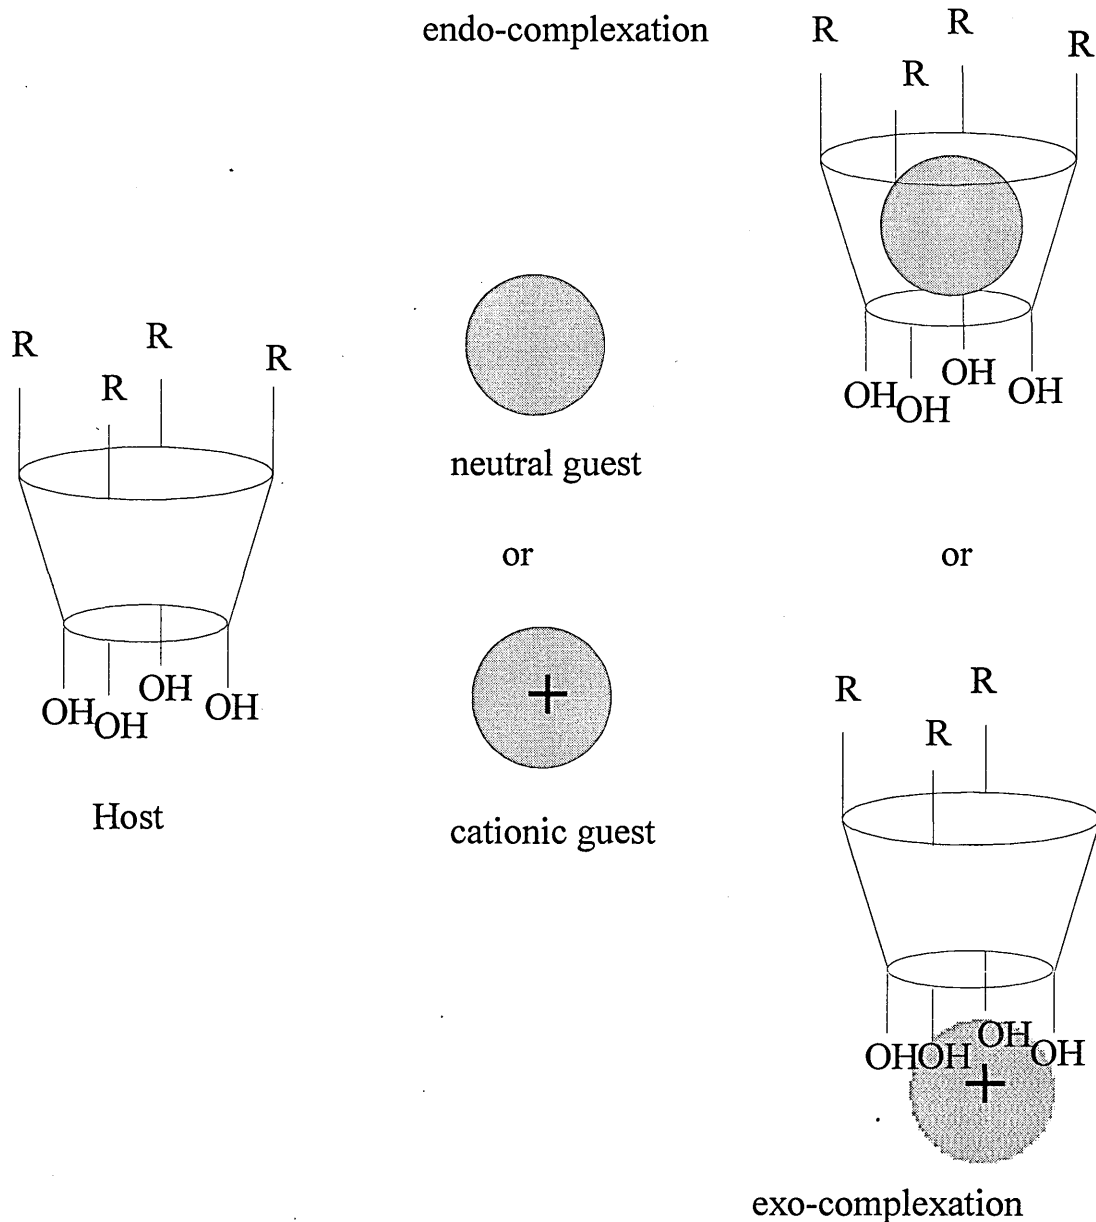 endo-complexation
R
R
R
R
OH
OH
OH
OH
R
R
R
R
OH
OH
OH
OH
Host
neutral guest
or
+
cationic guest
or
R
R
R
OH
OH
OH
OH
+
exo-complexation